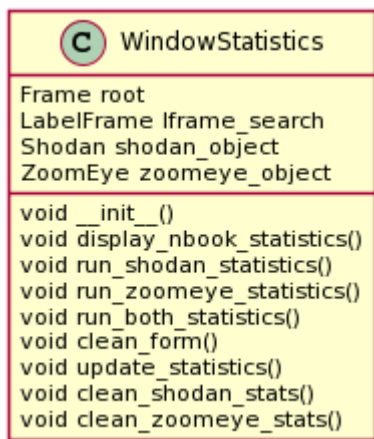 C WindowStatistics
Frame root
LabelFrame lframe_search
Shodan shodan_object
ZoomEye zoomeye_object
void __init__()
void display_nbook_statistics()
void run_shodan_statistics()
void run_zoomeye_statistics()
void run_both_statistics()
void clean_form()
void update_statistics()
void clean_shodan_stats()
void clean_zoomeye_stats()